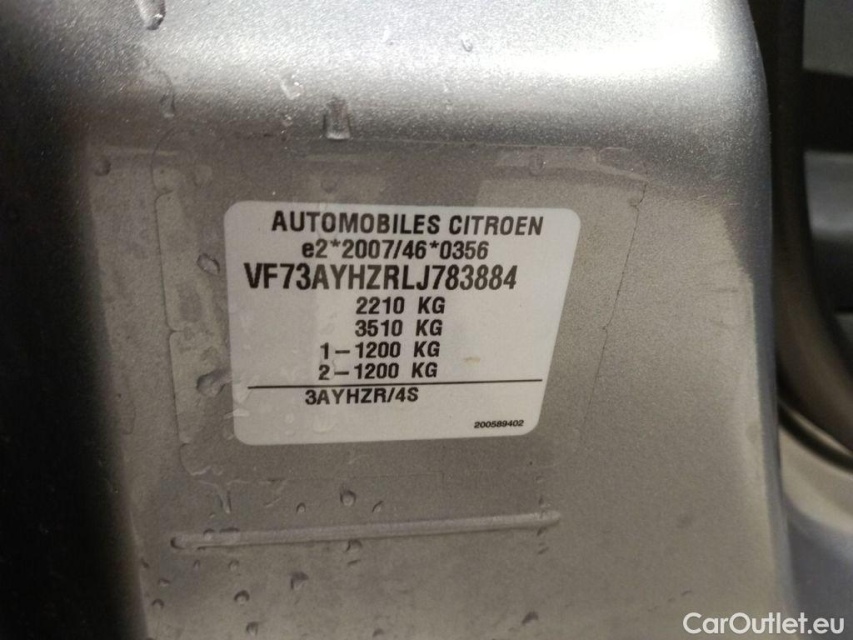 AUTOMOBILES CITROEN
e2*2007/46*0356
VF73AYHZRLJ783884
2210 KG
3510 KG
1-1200 KG
2-1200 KG
3AYHZR/4S
200589402
CarOutlet.eu